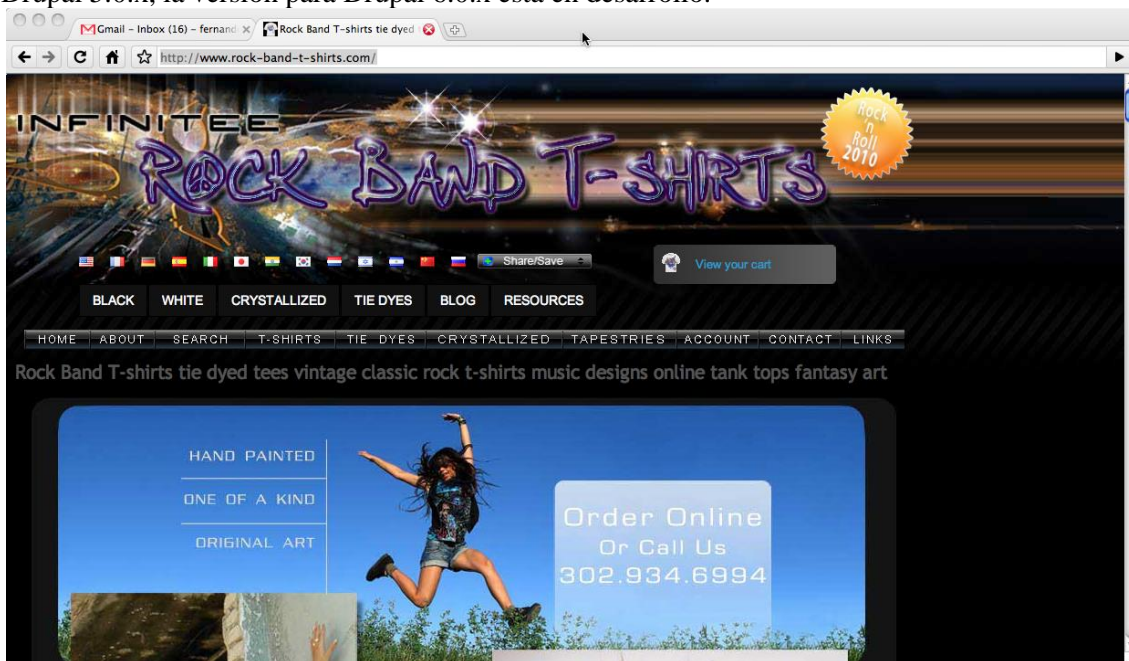 Drupal 5.0.x, la versión para Drupal 6.0.x está en desarrollo.
Gmail – Inbox (16) – fernand
Rock Band T–shirts tie dyed
http://www.rock-band-t-shirts.com/
INFINITEE
ROCK BAND T-SHIRTS
Rock
'n
Roll
2010
Share/Save
View your cart
BLACK WHITE CRYSTALLIZED TIE DYES BLOG RESOURCES
HOME ABOUT SEARCH T-SHIRTS TIE DYES CRYSTALLIZED TAPESTRIES ACCOUNT CONTACT LINKS
Rock Band T-shirts tie dyed tees vintage classic rock t-shirts music designs online tank tops fantasy art
HAND PAINTED
ONE OF A KIND
ORIGINAL ART
Order Online
Or Call Us
302.934.6994